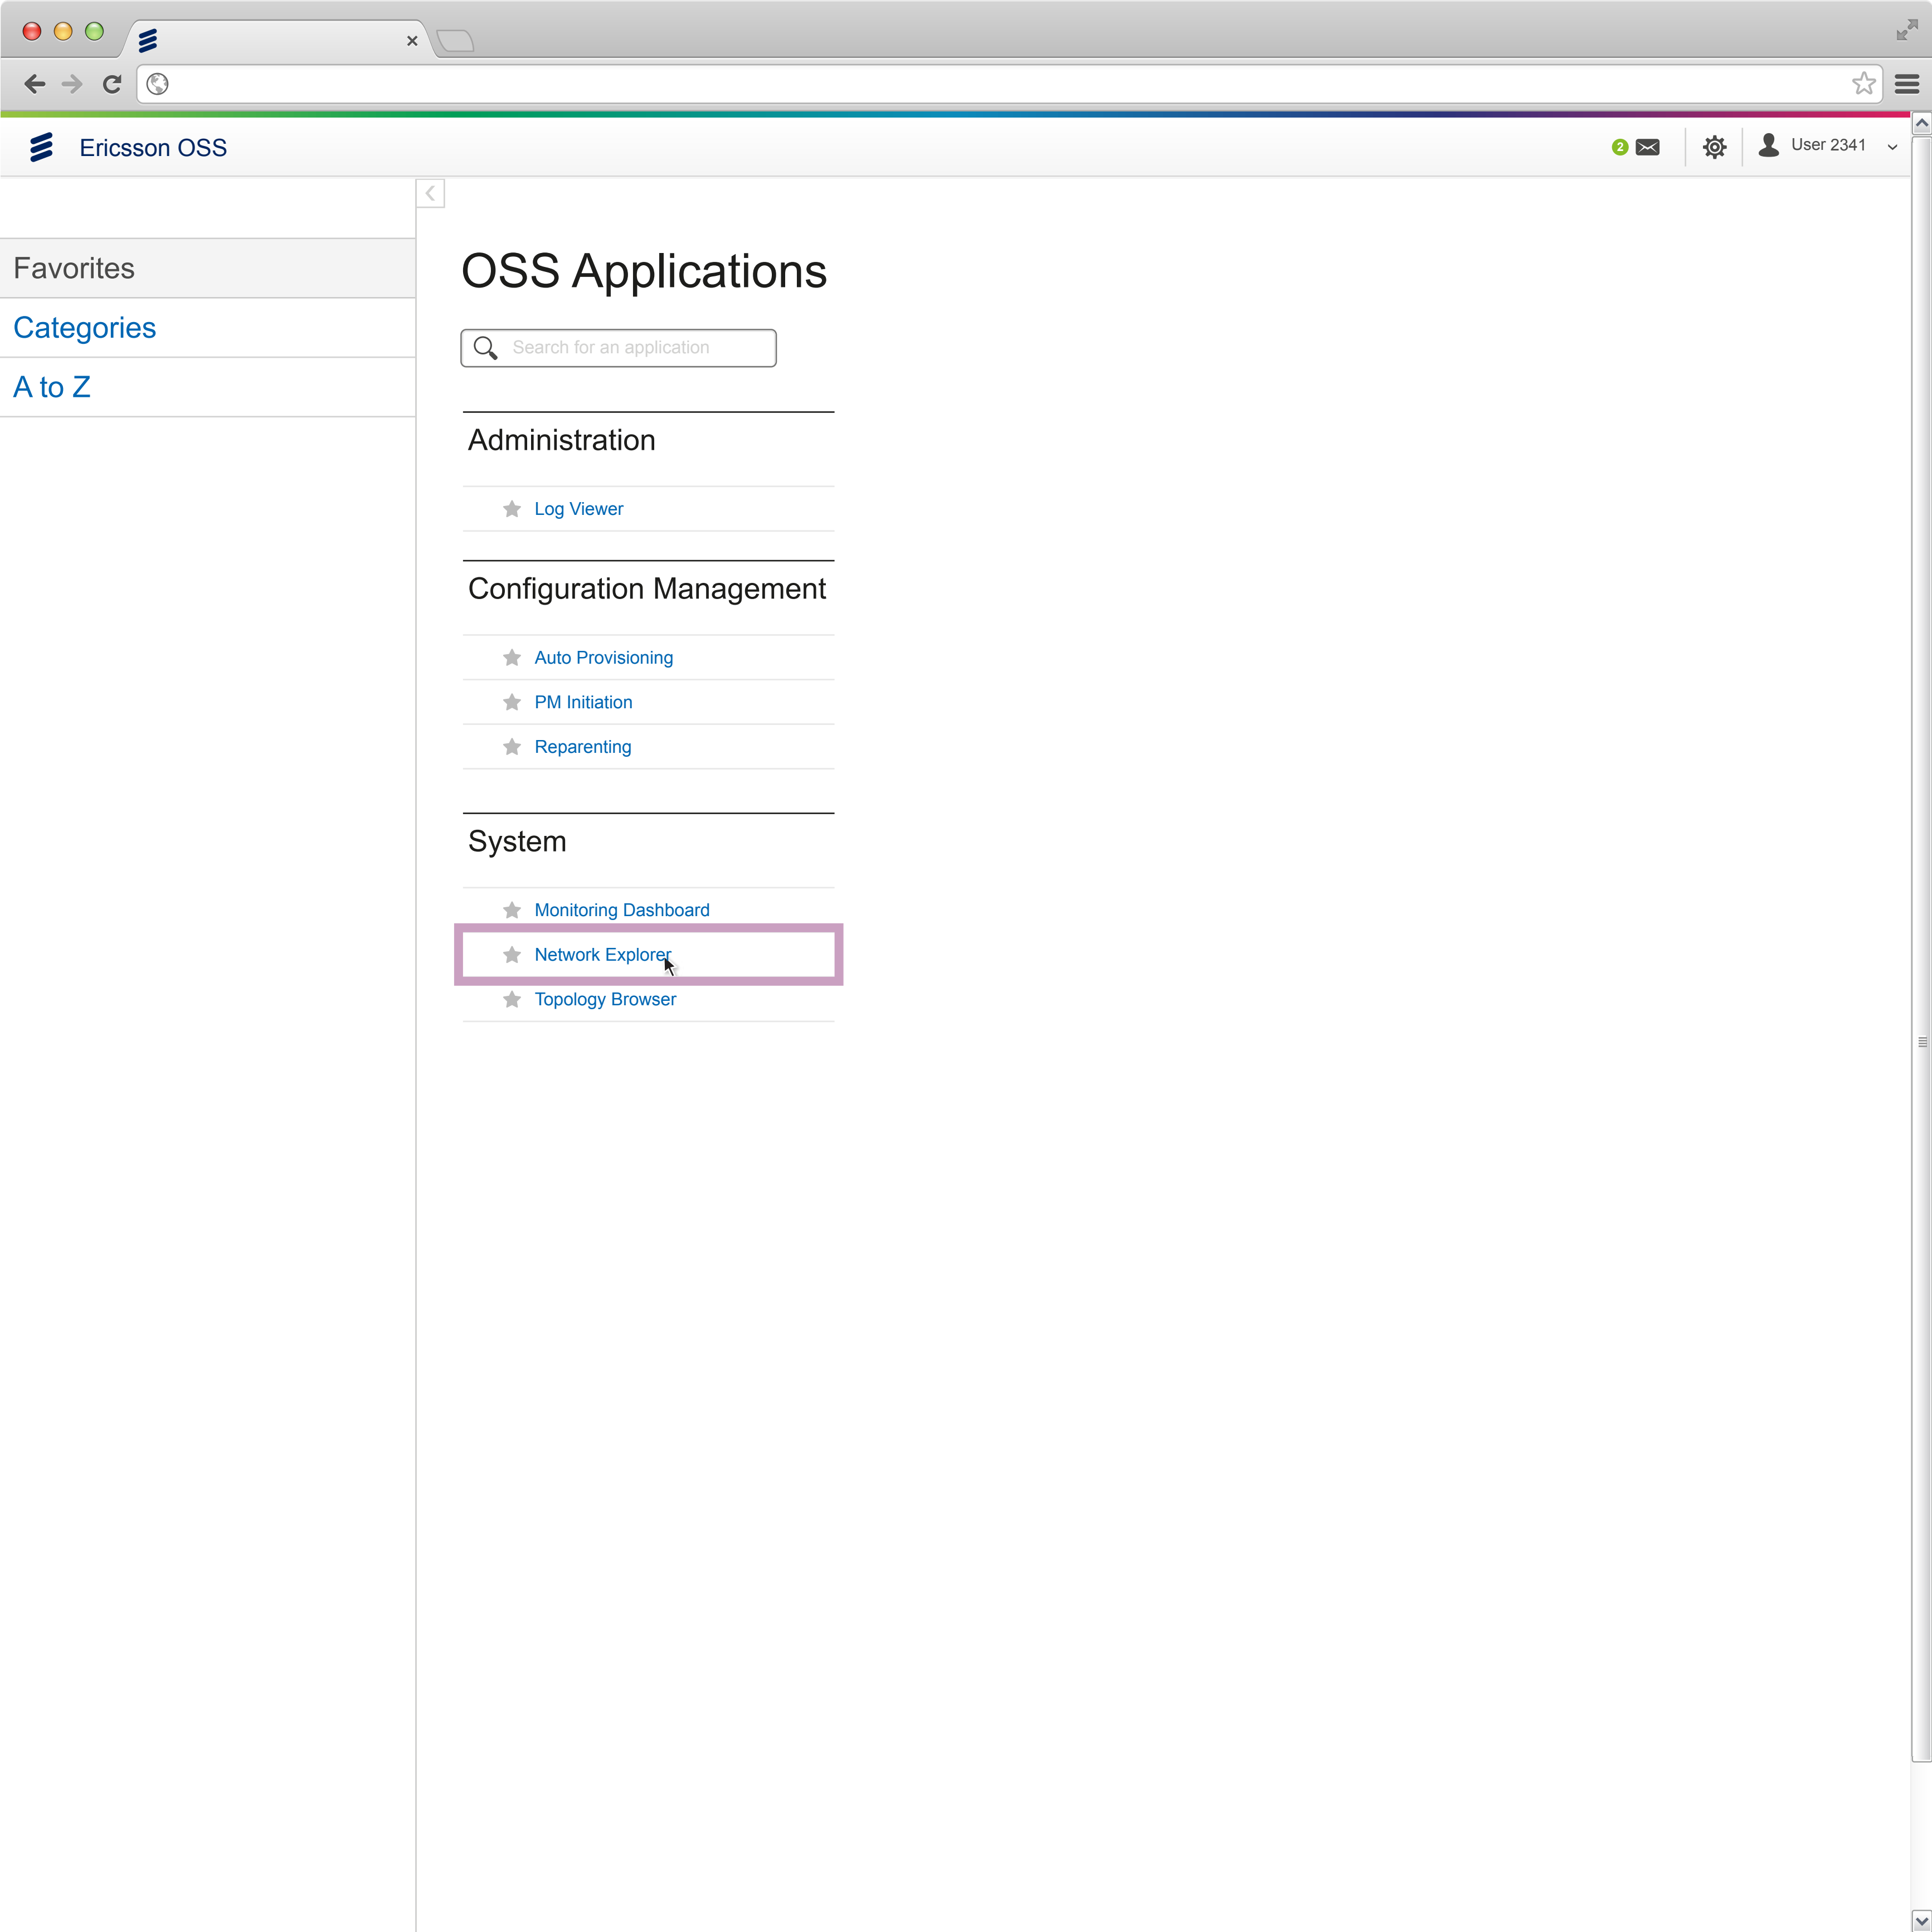 Ericsson OSS
2
User 2341
Favorites
Categories
A to Z
OSS Applications
Search for an application
Administration
Log Viewer
Configuration Management
Auto Provisioning
PM Initiation
Reparenting
System
Monitoring Dashboard
Network Explorer
Topology Browser